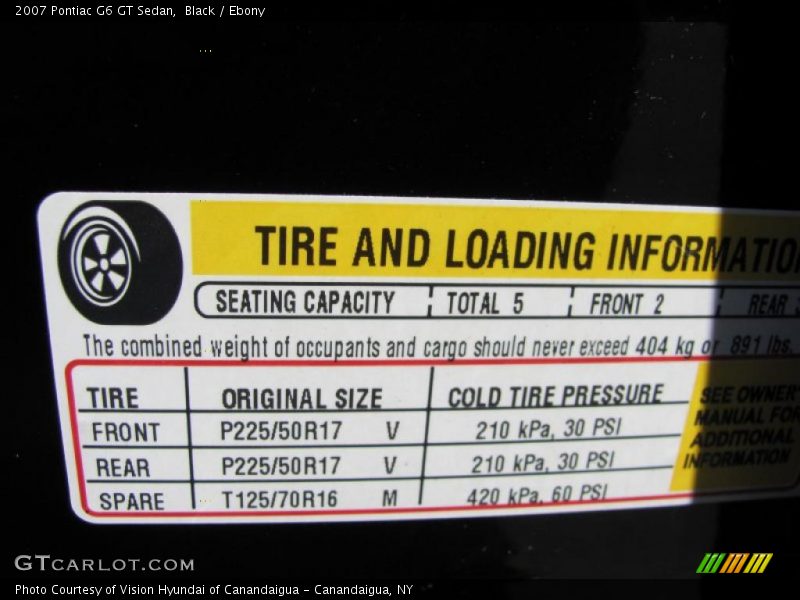 2007 Pontiac G6 GT Sedan, Black / Ebony
TIRE AND LOADING INFORMATIO
SEATING CAPACITY TOTAL 5 FRONT 2 REAR
The combined weight of occupants and cargo should never exceed 404 kg or 891 lbs.
TIRE ORIGINAL SIZE COLD TIRE PRESSURE
FRONT P225/50R17 V 210 kPa, 30 PSI
REAR P225/50R17 V 210 kPa, 30 PSI
SPARE T125/70R16 M 420 kPa, 60 PSI
SEE OWNER
MANUAL FOR
ADDITIONAL
INFORMATION
GTCARLOT.COM
Photo Courtesy of Vision Hyundai of Canandaigua - Canandaigua, NY